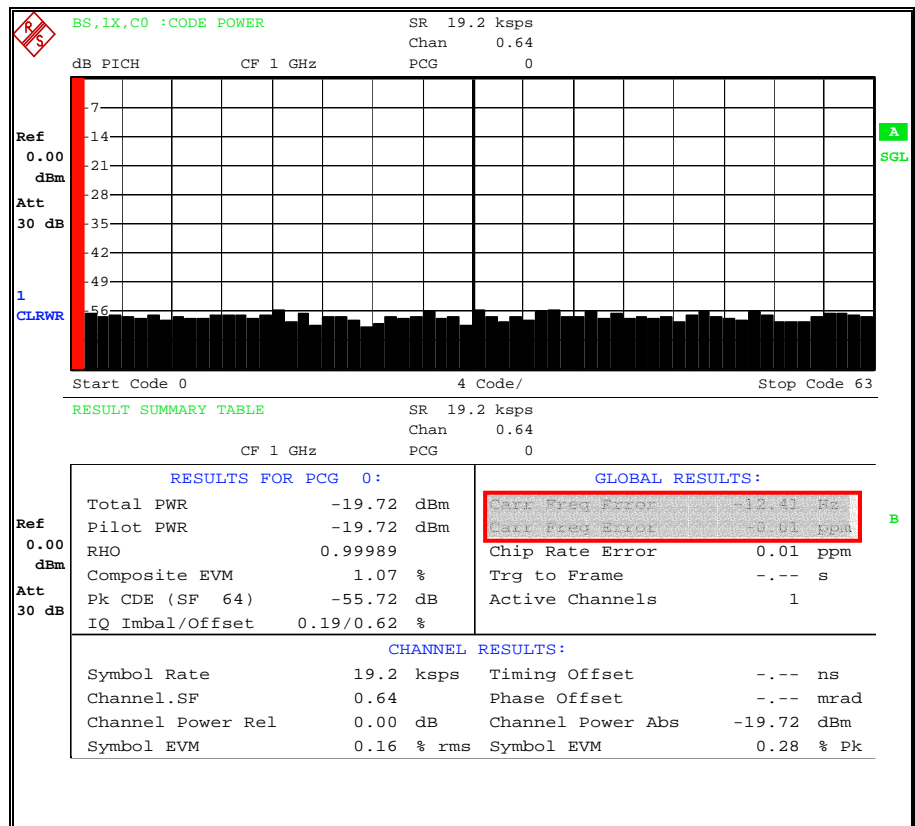 R/S
BS,1X,C0 :CODE POWER SR 19.2 ksps
Chan 0.64
dB PICH CF 1 GHz PCG 0
-7
Ref -14 A
0.00 -21 SGL
dBm
Att -28
30 dB -35
-42
-49
1
CLRWR -56
Start Code 0 4 Code/ Stop Code 63
RESULT SUMMARY TABLE SR 19.2 ksps
Chan 0.64
CF 1 GHz PCG 0
RESULTS FOR PCG 0: GLOBAL RESULTS:
Total PWR -19.72 dBm Carr Freq Error -12.41 Hz
Ref
Pilot PWR -19.72 dBm Carr Freq Error -0.01 ppm B
0.00
RHO 0.99989 Chip Rate Error 0.01 ppm
dBm
Composite EVM 1.07 % Trg to Frame -.-- s
Att
Pk CDE (SF 64) -55.72 dB Active Channels 1
30 dB
IQ Imbal/Offset 0.19/0.62 %
CHANNEL RESULTS:
Symbol Rate 19.2 ksps Timing Offset -.-- ns
Channel.SF 0.64 Phase Offset -.-- mrad
Channel Power Rel 0.00 dB Channel Power Abs -19.72 dBm
Symbol EVM 0.16 % rms Symbol EVM 0.28 % Pk